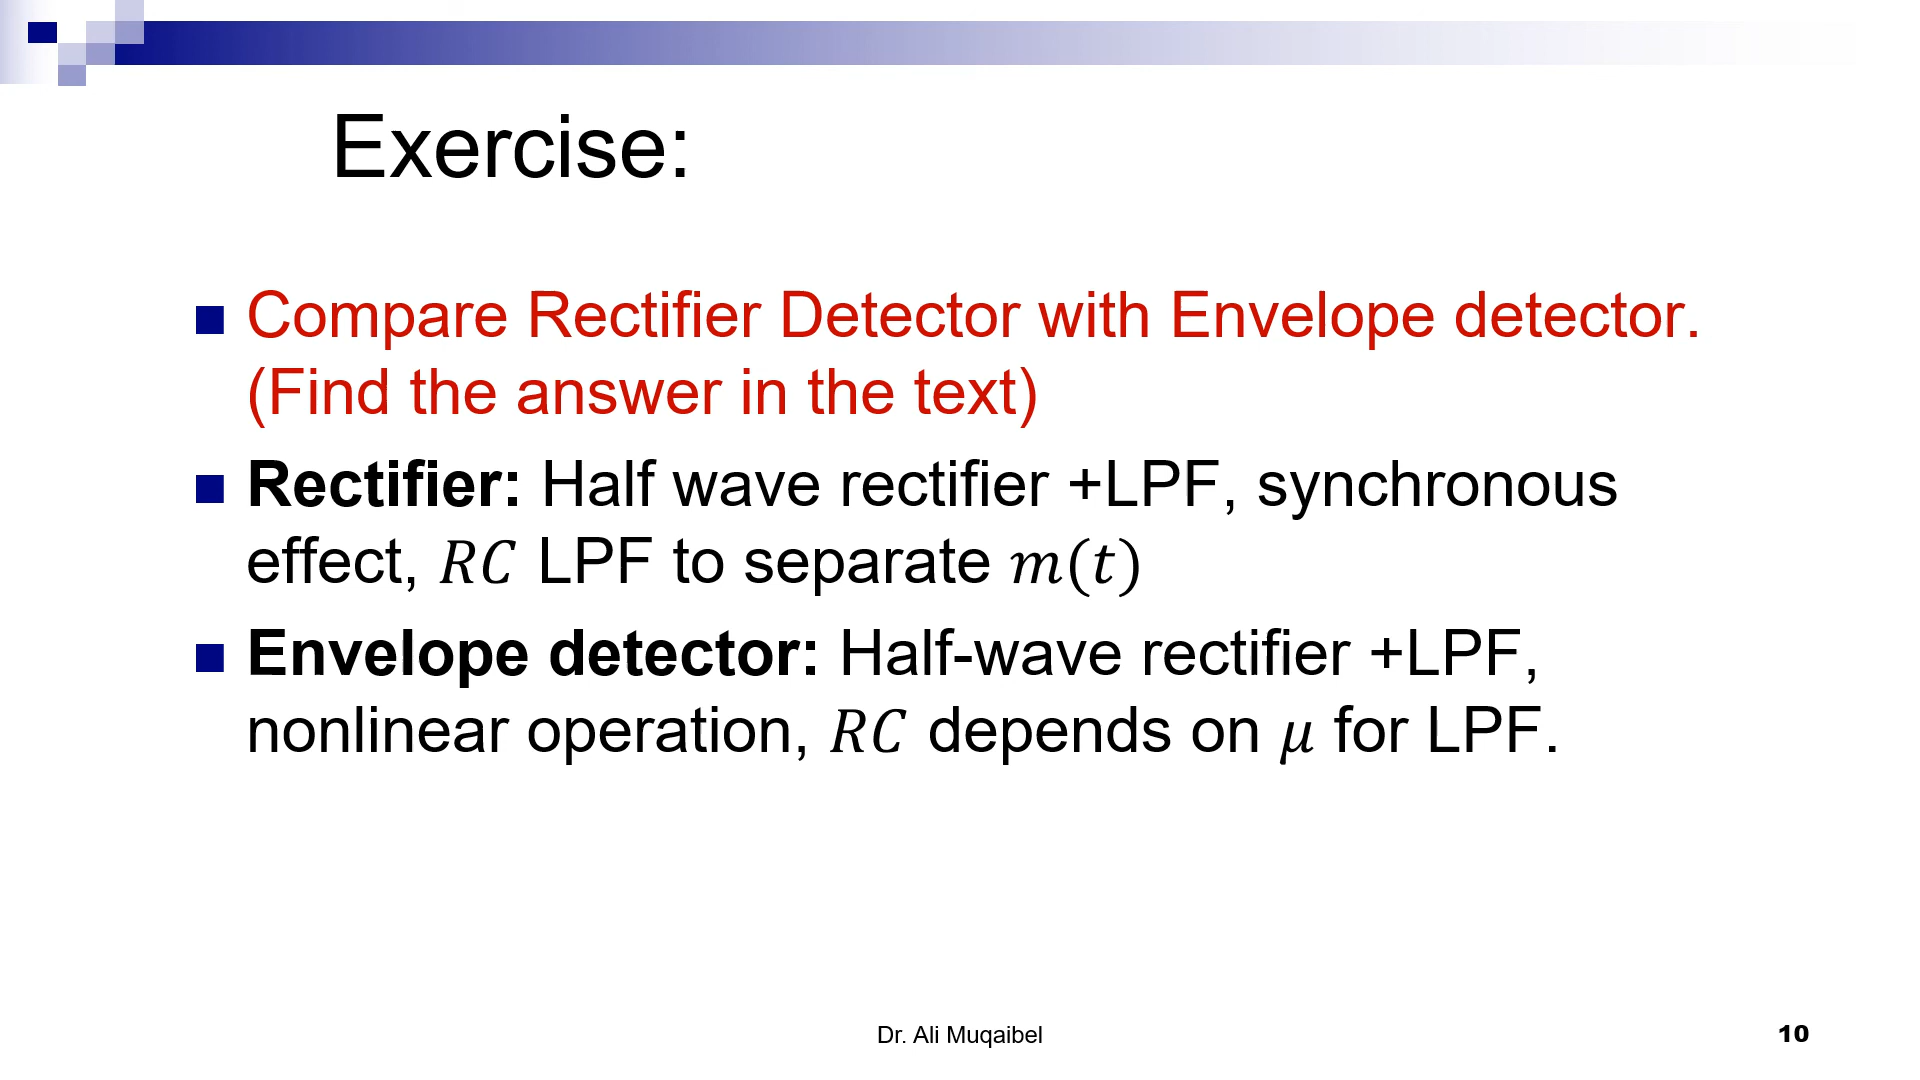 Exercise:
Compare Rectifier Detector with Envelope detector.
(Find the answer in the text)
Rectifier: Half wave rectifier +LPF, synchronous
effect, RC LPF to separate m(t)
Envelope detector: Half-wave rectifier +LPF,
nonlinear operation, RC depends on μ for LPF.
Dr. Ali Muqaibel
10